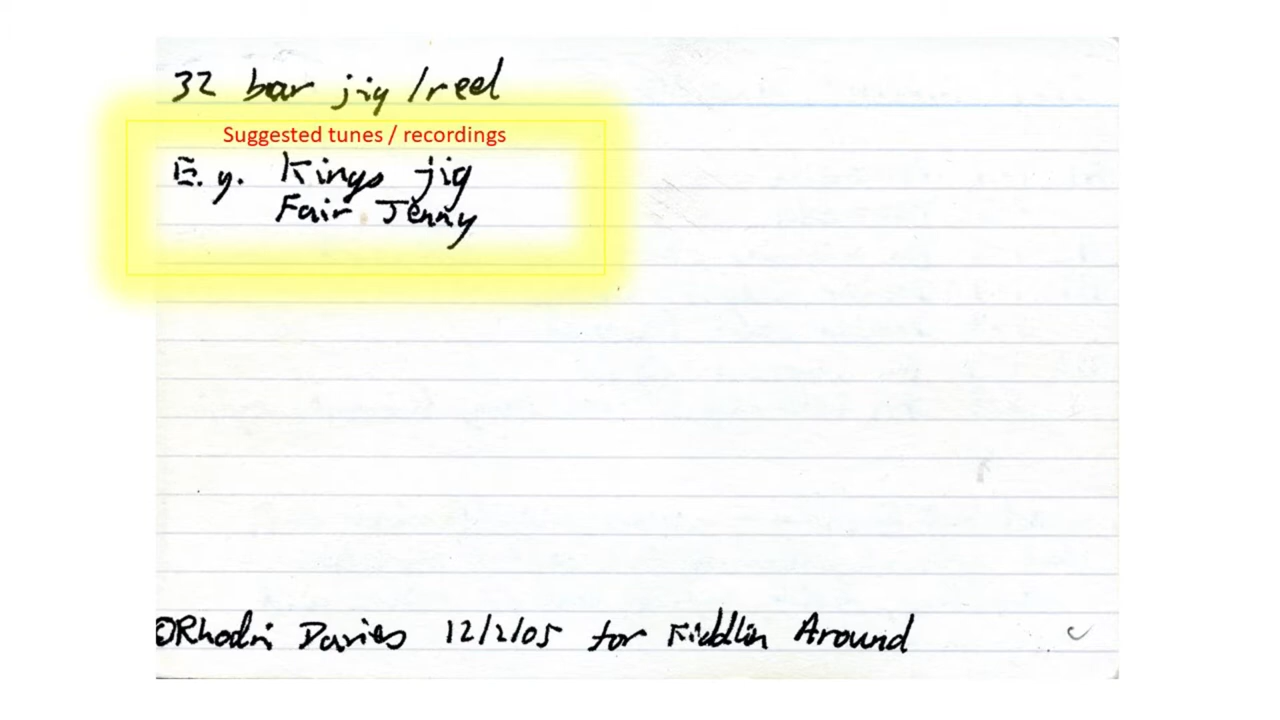 32 bar jig / reel
Suggested tunes / recordings
E.g. Kings jig
Fair Jenny
©Rhodri Davies 12/2/05 for Fiddlin Around